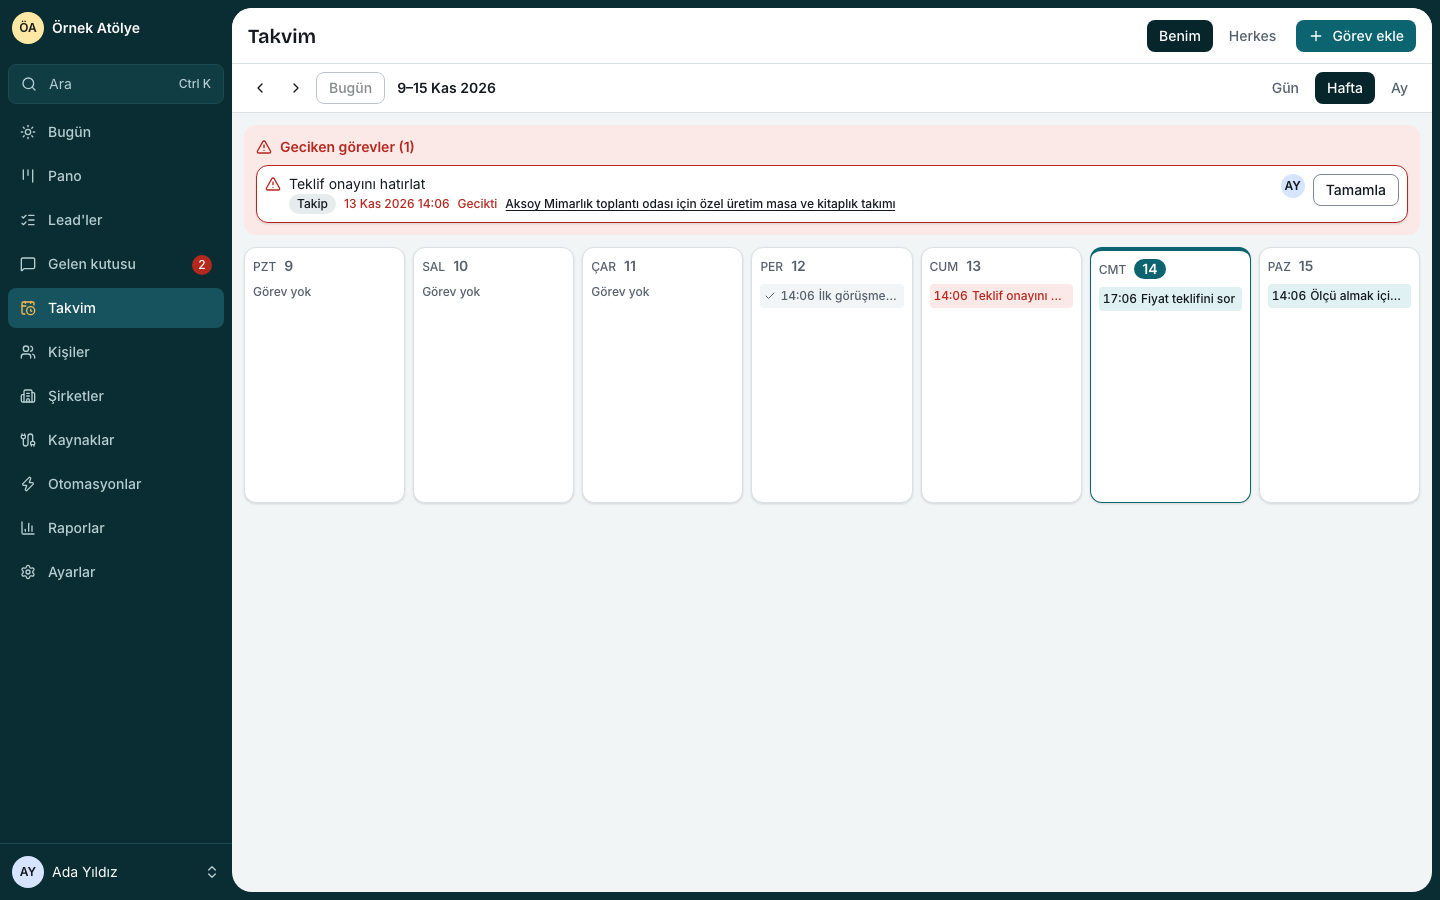 ÖA Örnek Atölye
Ara Ctrl K
Bugün
Pano
Lead'ler
Gelen kutusu 2
Takvim
Kişiler
Şirketler
Kaynaklar
Otomasyonlar
Raporlar
Ayarlar
AY Ada Yıldız
Takvim
Benim Herkes Görev ekle
Bugün 9–15 Kas 2026
Gün Hafta Ay
Geciken görevler (1)
Teklif onayını hatırlat
Takip 13 Kas 2026 14:06 Gecikti Aksoy Mimarlık toplantı odası için özel üretim masa ve kitaplık takımı
AY Tamamla
PZT 9
Görev yok
SAL 10
Görev yok
ÇAR 11
Görev yok
PER 12
14:06 İlk görüşme...
CUM 13
14:06 Teklif onayını ...
CMT 14
17:06 Fiyat teklifini sor
PAZ 15
14:06 Ölçü almak içi...